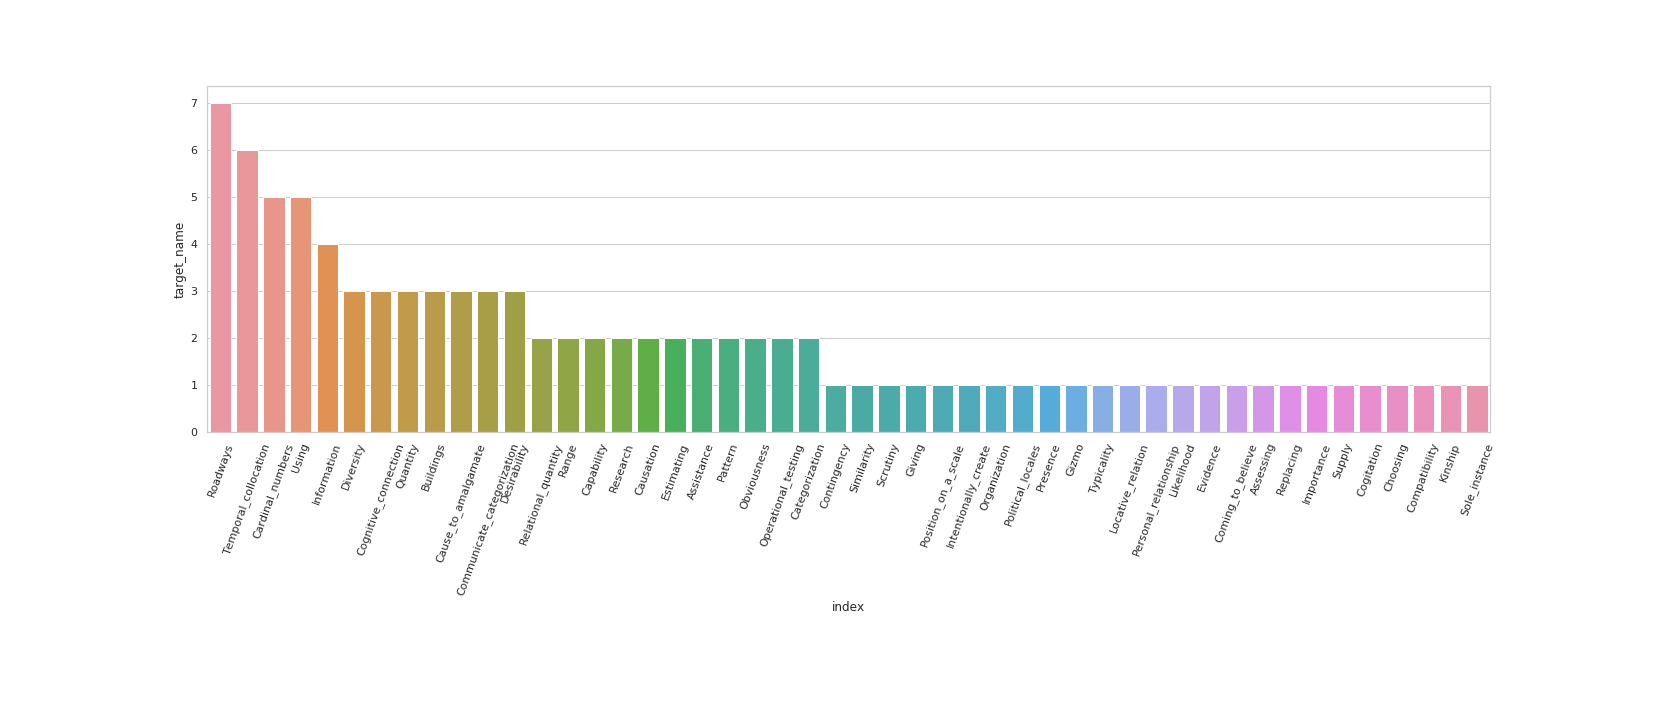 7
6
5
4
3
2
1
0
target_name
Roadways
Temporal_collocation
Cardinal_numbers
Using
Information
Diversity
Cognitive_connection
Quantity
Buildings
Cause_to_amalgamate
Communicate_categorization
Desirability
Relational_quantity
Range
Capability
Research
Causation
Estimating
Assistance
Pattern
Obviousness
Operational_testing
Categorization
Contingency
Similarity
Scrutiny
Giving
Position_on_a_scale
Intentionally_create
Organization
Political_locales
Presence
Gizmo
Typicality
Locative_relation
Personal_relationship
Likelihood
Evidence
Coming_to_believe
Assessing
Replacing
Importance
Supply
Cogitation
Choosing
Compatibility
Kinship
Sole_instance
index